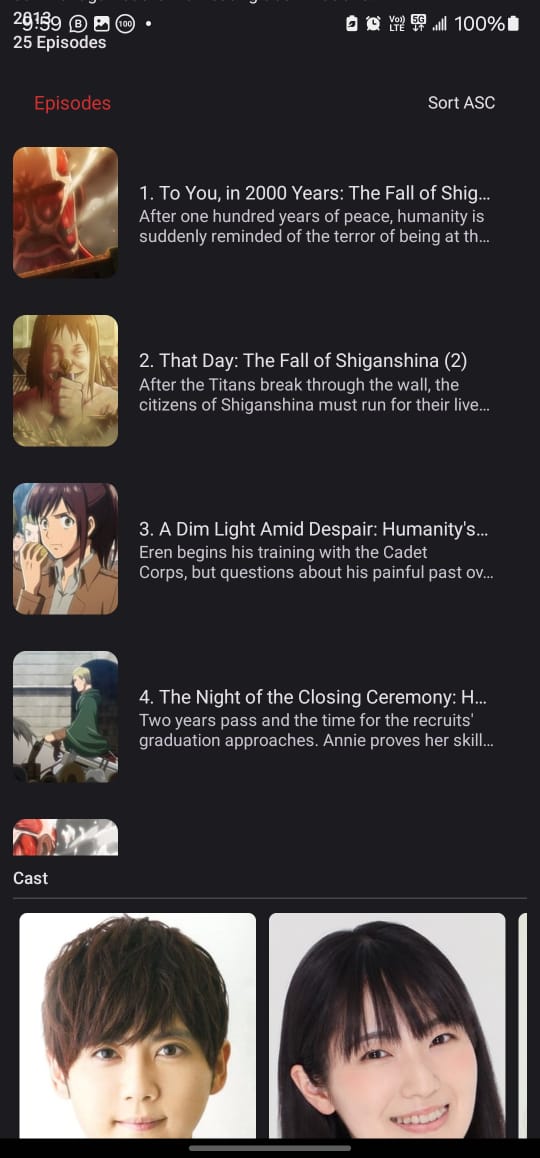 2013
9:59
Vo))
LTE
5G
100%
25 Episodes
Episodes
Sort ASC
1. To You, in 2000 Years: The Fall of Shig...
After one hundred years of peace, humanity is
suddenly reminded of the terror of being at th...
2. That Day: The Fall of Shiganshina (2)
After the Titans break through the wall, the
citizens of Shiganshina must run for their live...
3. A Dim Light Amid Despair: Humanity's...
Eren begins his training with the Cadet
Corps, but questions about his painful past ov...
4. The Night of the Closing Ceremony: H...
Two years pass and the time for the recruits'
graduation approaches. Annie proves her skill...
Cast